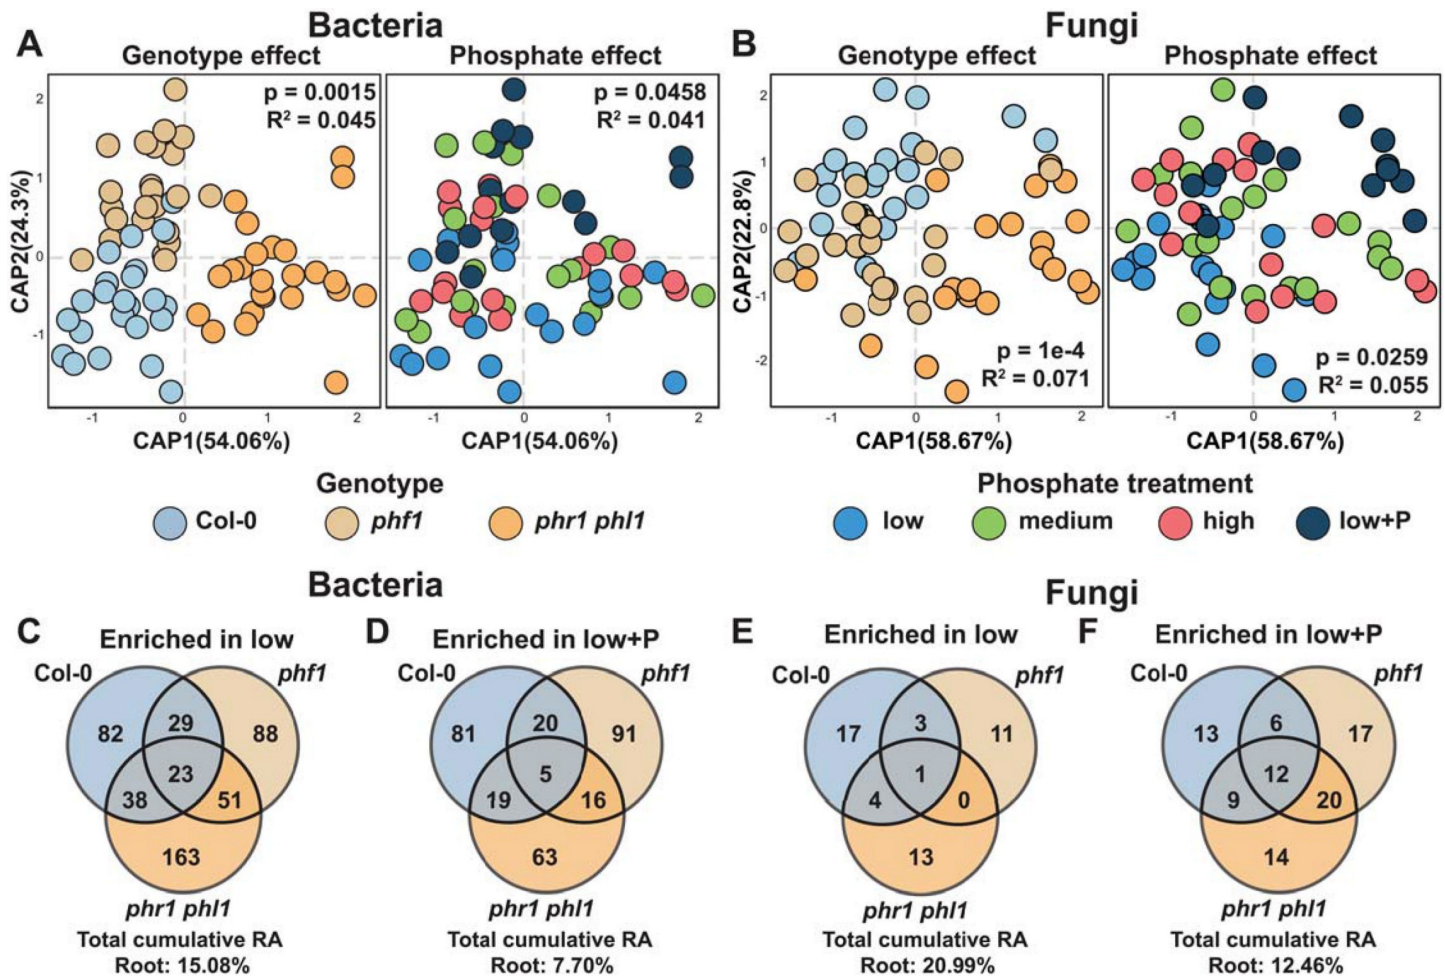 Bacteria
Fungi
A
Genotype effect
Phosphate effect
B
Genotype effect
Phosphate effect
p = 0.0015
R² = 0.045
p = 0.0458
R² = 0.041
p = 1e-4
R² = 0.071
p = 0.0259
R² = 0.055
CAP2(24.3%)
2
1
0
-1
CAP2(22.8%)
2
1
0
-1
-2
-1 0 1 2
-1 0 1 2
-1 0 1 2
-1 0 1 2
CAP1(54.06%)
CAP1(54.06%)
CAP1(58.67%)
CAP1(58.67%)
Genotype
Col-0 phf1 phr1 phl1
Phosphate treatment
low medium high low+P
Bacteria
Fungi
C
Enriched in low
Col-0
phf1
82
29
88
23
38
51
163
phr1 phl1
Total cumulative RA
Root: 15.08%
D
Enriched in low+P
Col-0
phf1
81
20
91
5
19
16
63
phr1 phl1
Total cumulative RA
Root: 7.70%
E
Enriched in low
Col-0
phf1
17
3
11
1
4
0
13
phr1 phl1
Total cumulative RA
Root: 20.99%
F
Enriched in low+P
Col-0
phf1
13
6
17
12
9
20
14
phr1 phl1
Total cumulative RA
Root: 12.46%